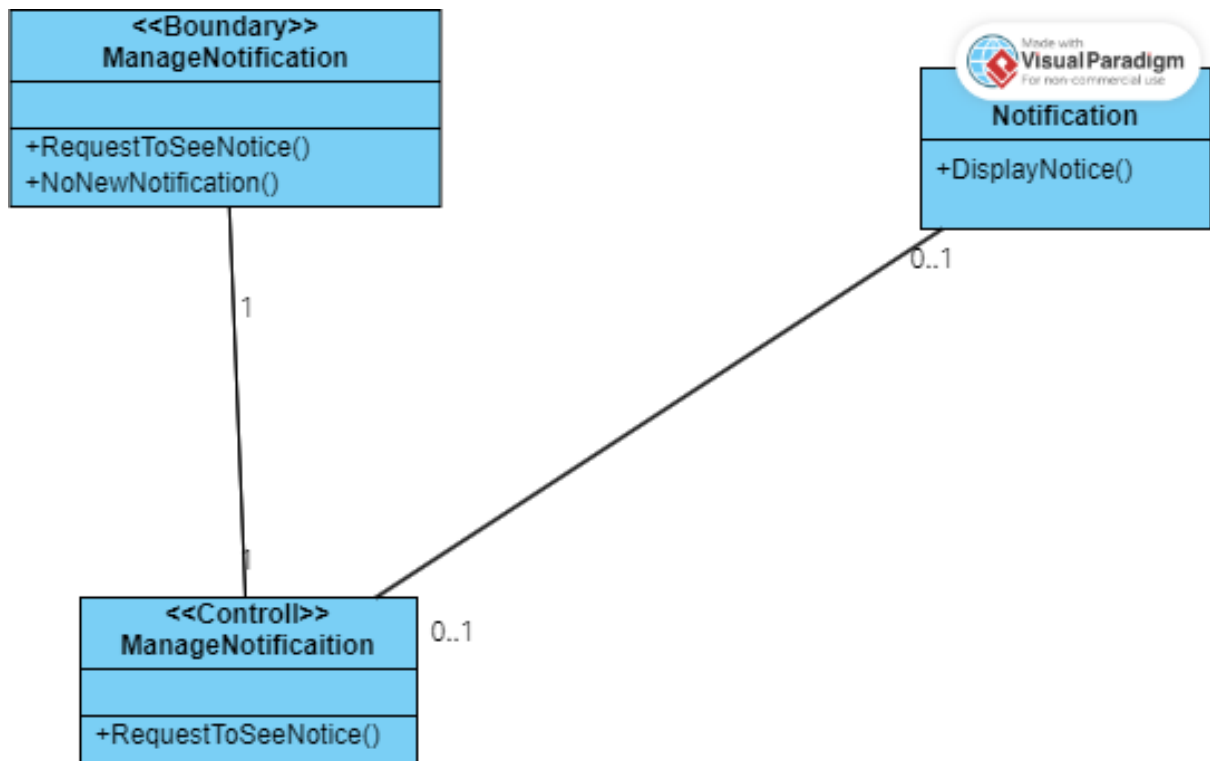 <<Boundary>>
ManageNotification
+RequestToSeeNotice()
+NoNewNotification()
Made with
Visual Paradigm
For non-commercial use
Notification
+DisplayNotice()
0..1
1
1
<<Controll>>
ManageNotificaition
0..1
+RequestToSeeNotice()